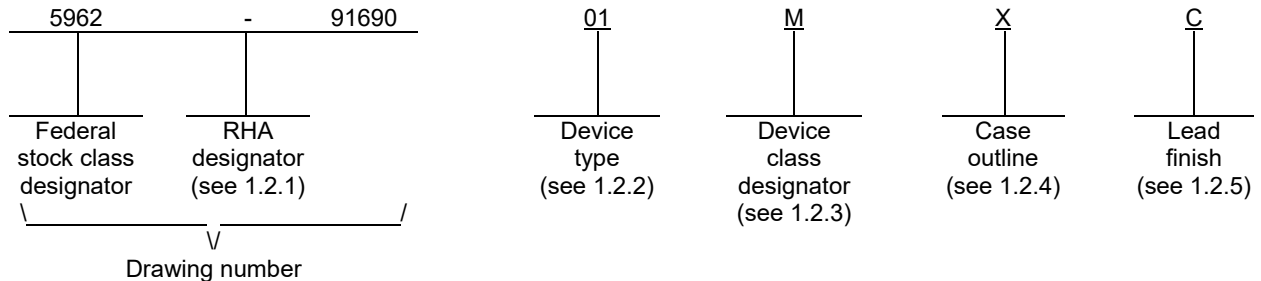 5962 - 91690 01 M X C
Federal stock class designator
RHA designator (see 1.2.1)
Device type (see 1.2.2)
Device class designator (see 1.2.3)
Case outline (see 1.2.4)
Lead finish (see 1.2.5)
\ /
\/
Drawing number